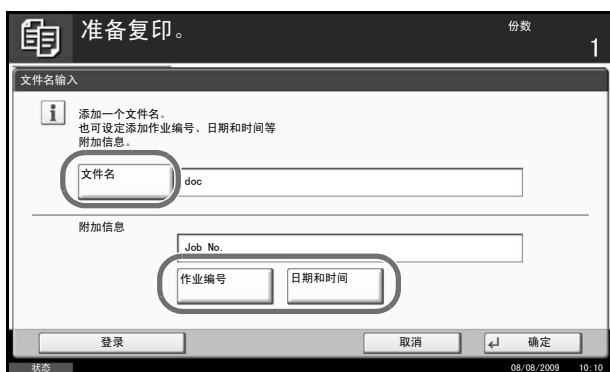 准备复印。
份数
1
文件名输入
添加一个文件名。
也可设定添加作业编号、日期和时间等
附加信息。
文件名
doc
附加信息
Job No.
作业编号 日期和时间
登录 取消 确定
状态 08/08/2009 10:10